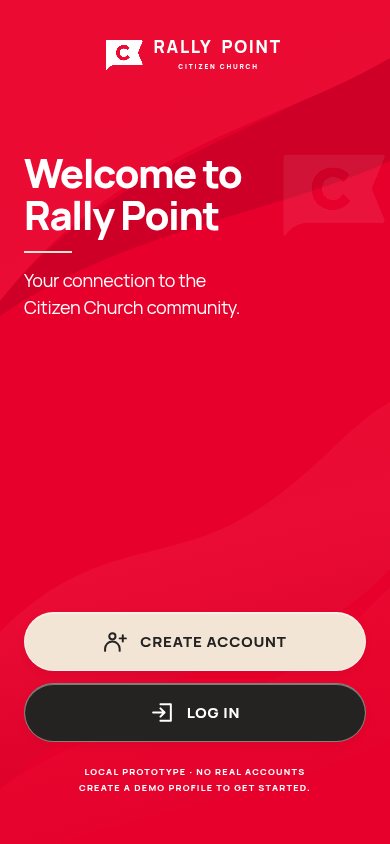 C RALLY POINT
CITIZEN CHURCH
C
Welcome to
Rally Point
Your connection to the
Citizen Church community.
CREATE ACCOUNT
LOG IN
LOCAL PROTOTYPE · NO REAL ACCOUNTS
CREATE A DEMO PROFILE TO GET STARTED.